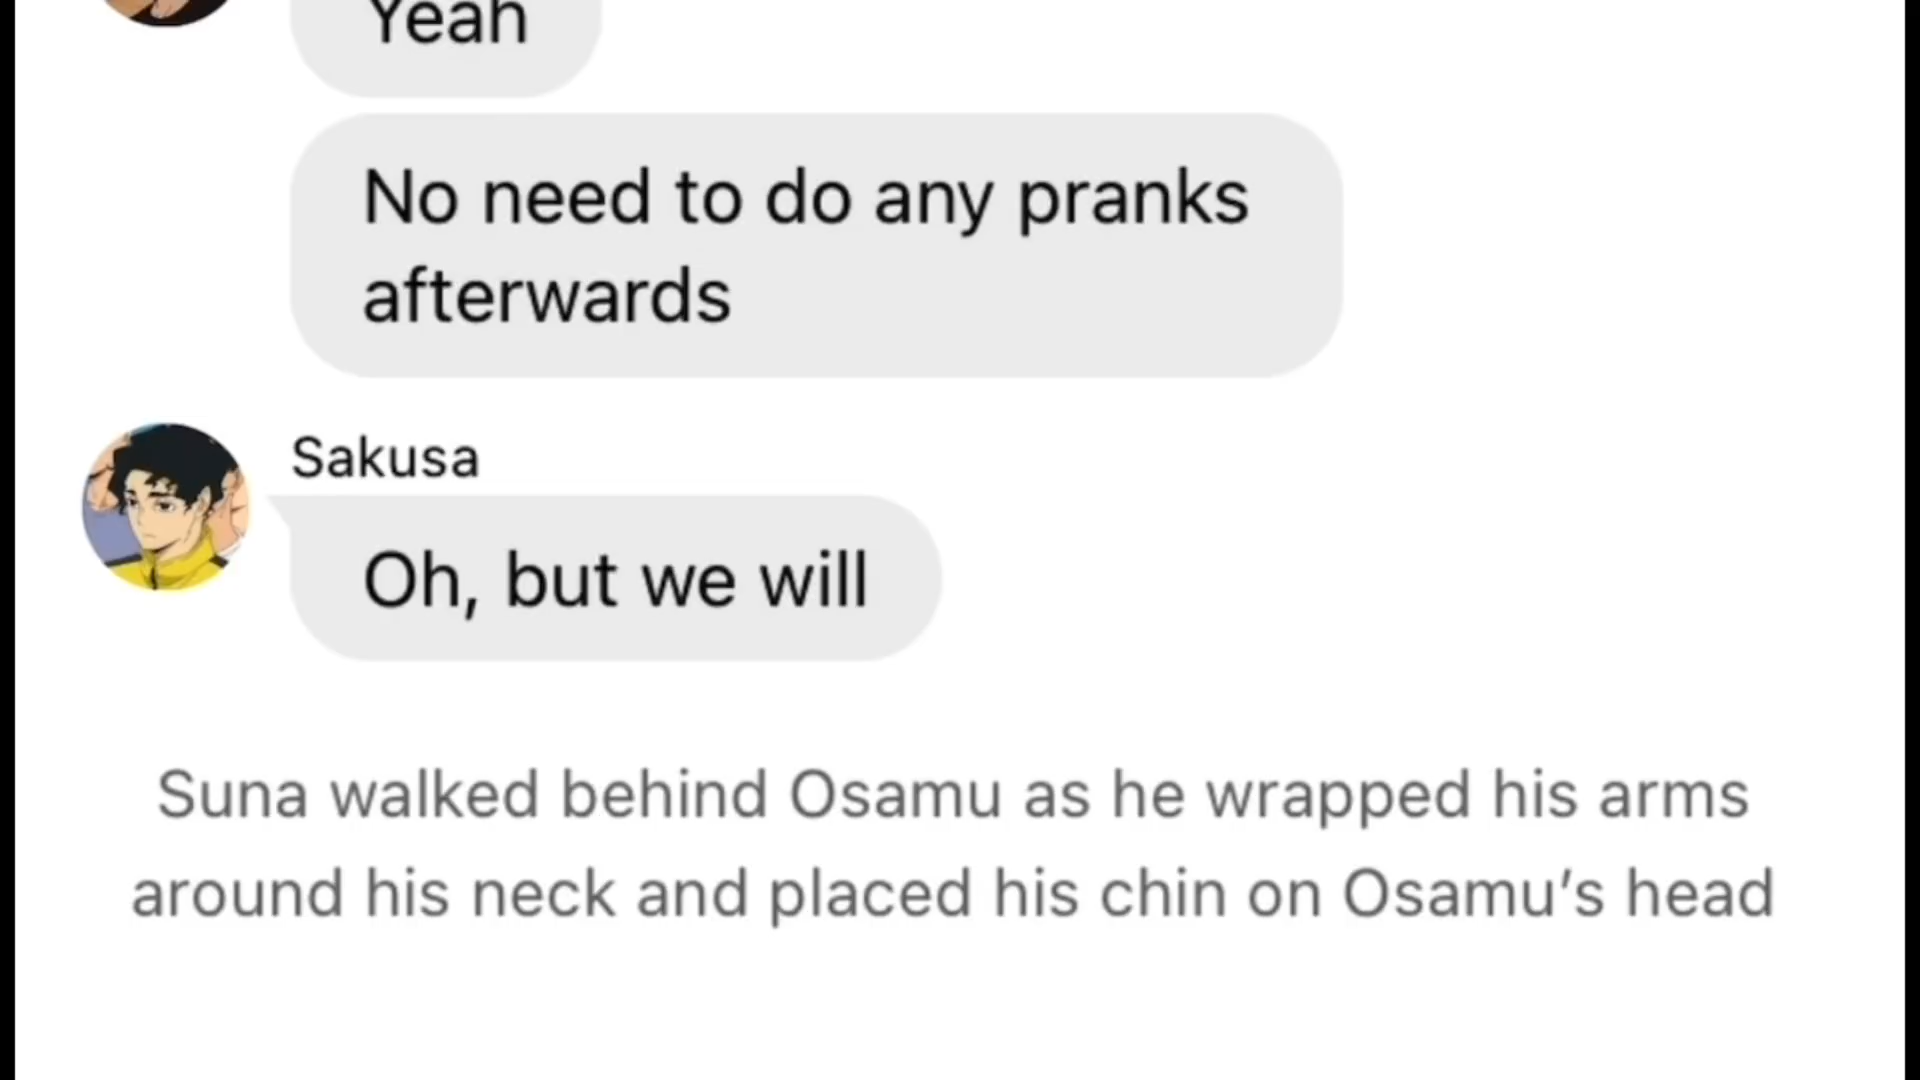 Yeah
No need to do any pranks
afterwards
Sakusa
Oh, but we will
Suna walked behind Osamu as he wrapped his arms
around his neck and placed his chin on Osamu's head